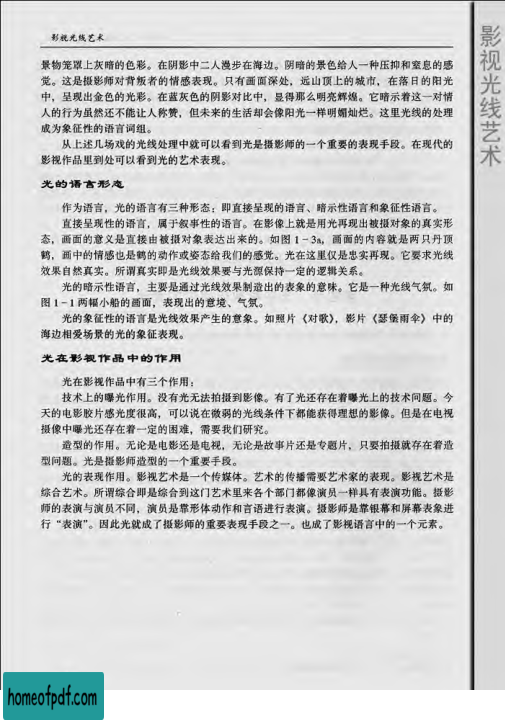 影视光线艺术
景物笼罩上灰暗的色彩。在阴影中二人漫步在海边。阴暗的景色给人一种压抑和窒息的感
觉。这是摄影师对背叛者的情感表现。只有画面深处，远山顶上的城市，在落日的阳光
中，呈现出金色的光彩。在蓝灰色的阴影对比中，显得那么明亮辉煌。它暗示着这一对情
人的行为虽然还不能让人称赞，但未来的生活却会像阳光一样明媚灿烂。这里光线的处理
成为象征性的语言词组。
从上述几场戏的光线处理中就可以看到光是摄影师的一个重要的表现手段。在现代的
影视作品里到处可以看到光的艺术表现。
光的语言形态
作为语言，光的语言有三种形态：即直接呈现的语言、暗示性语言和象征性语言。
直接呈现性的语言，属于叙事性的语言。在影像上就是用光再现出被摄对象的真实形
态，画面的意义是直接由被摄对象表达出来的。如图 1－3a，画面的内容就是两只丹顶
鹤，画中的情感也是鹤的动作或姿态给我们的感觉。光在这里仅是忠实再现。它要求光线
效果自然真实。所谓真实即是光线效果要与光源保持一定的逻辑关系。
光的暗示性语言，主要是通过光线效果制造出的表象的意味。它是一种光线气氛。如
图 1－1 两幅小船的画面，表现出的意境、气氛。
光的象征性的语言是光线效果产生的意象。如照片《对歌》，影片《瑟堡雨伞》中的
海边相爱场景的光的象征表现。
光在影视作品中的作用
光在影视作品中有三个作用：
技术上的曝光作用。没有光无法拍摄到影像。有了光还存在着曝光上的技术问题。今
天的电影胶片感光度很高，可以说在微弱的光线条件下都能获得理想的影像。但是在电视
摄像中曝光还存在着一定的困难，需要我们研究。
造型的作用。无论是电影还是电视，无论是故事片还是专题片，只要拍摄就存在着造
型问题。光是摄影师造型的一个重要手段。
光的表现作用。影视艺术是一个传媒体。艺术的传播需要艺术家的表现。影视艺术是
综合艺术。所谓综合即是综合到这门艺术里来各个部门都像演员一样具有表演功能。摄影
师的表演与演员不同，演员是靠形体动作和言语进行表演。摄影师是靠银幕和屏幕表象进
行“表演”。因此光就成了摄影师的重要表现手段之一。也成了影视语言中的一个元素。
影视光线艺术
homeofpdf.com